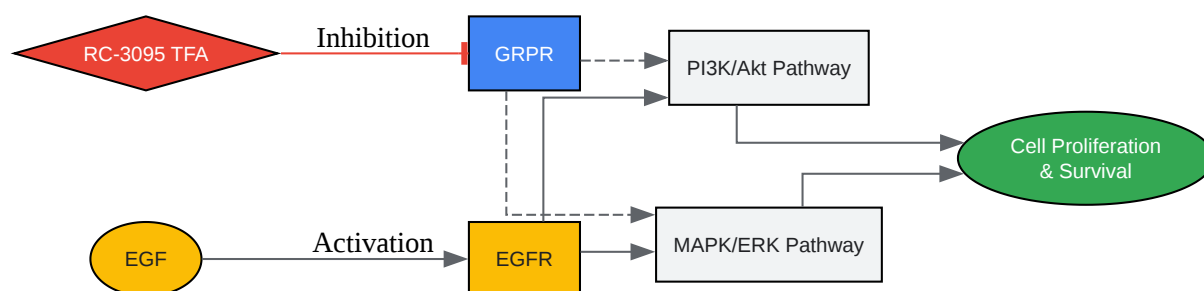 RC-3095 TFA
Inhibition
GRPR
PI3K/Akt Pathway
Cell Proliferation
& Survival
EGF
Activation
EGFR
MAPK/ERK Pathway